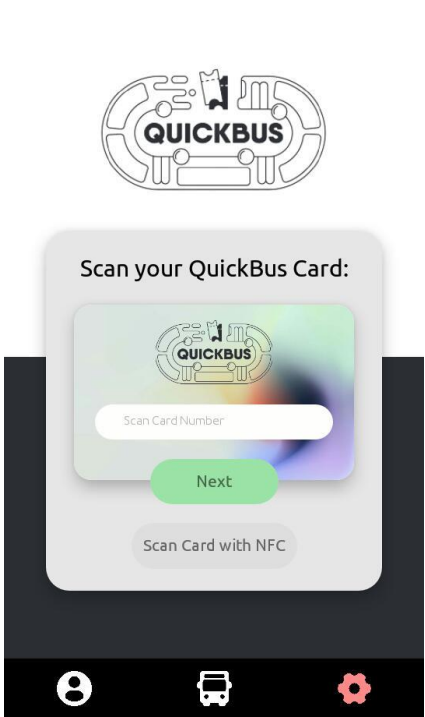 QUICKBUS
Scan your QuickBus Card:
QUICKBUS
Scan Card Number
Next
Scan Card with NFC